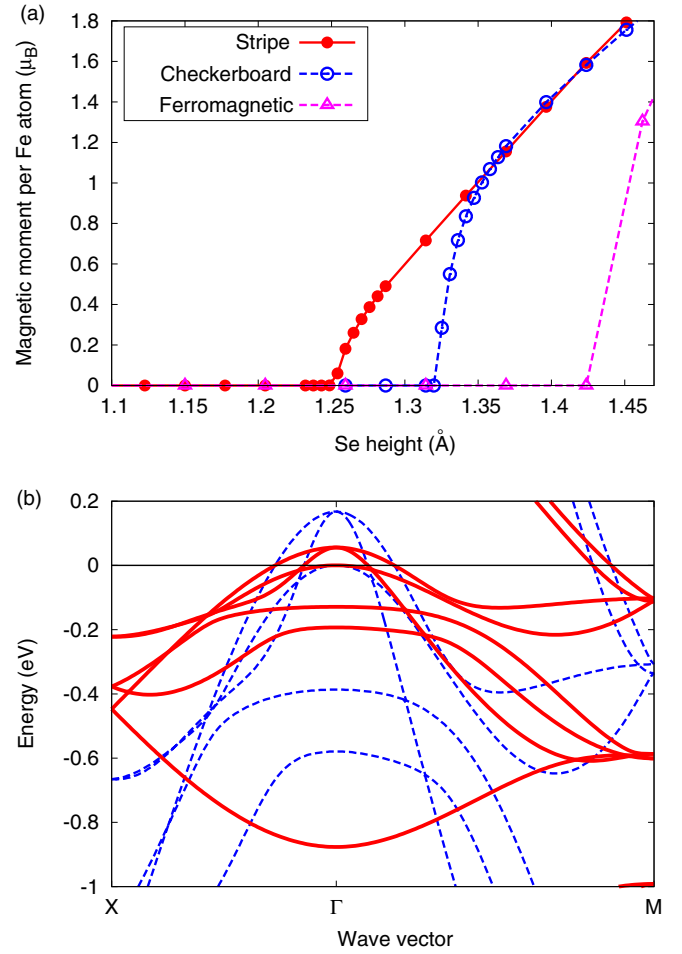 (a)
Magnetic moment per Fe atom (μB)
1.8
1.6
1.4
1.2
1
0.8
0.6
0.4
0.2
0
Stripe
Checkerboard
Ferromagnetic
1.1 1.15 1.2 1.25 1.3 1.35 1.4 1.45
Se height (Å)
(b)
Energy (eV)
0.2
0
-0.2
-0.4
-0.6
-0.8
-1
X Γ M
Wave vector